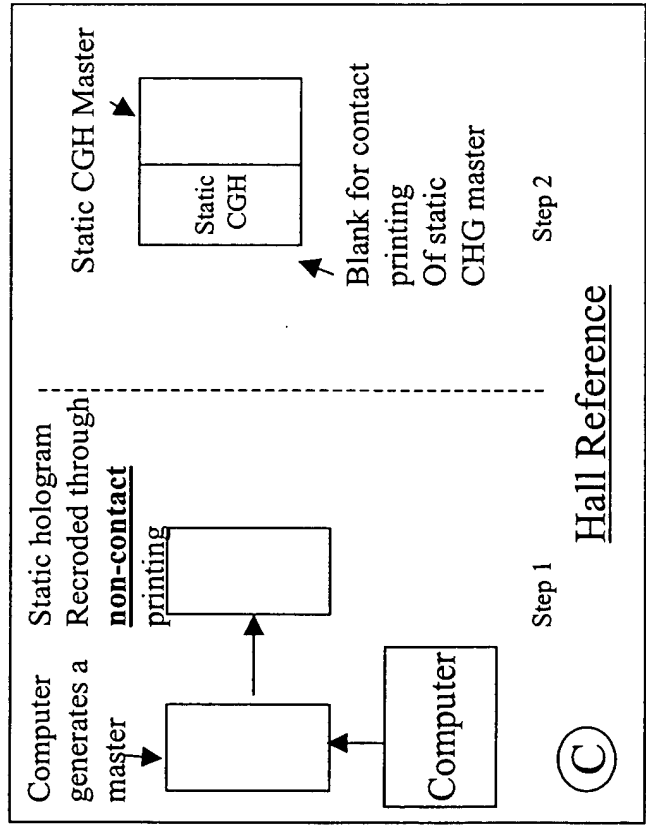 Computer
generates a
master
Static hologram
Recroded through
non-contact
printing
Computer
Step 1
Static CGH Master
Static
CGH
Blank for contact
printing
Of static
CHG master
Step 2
Hall Reference
C